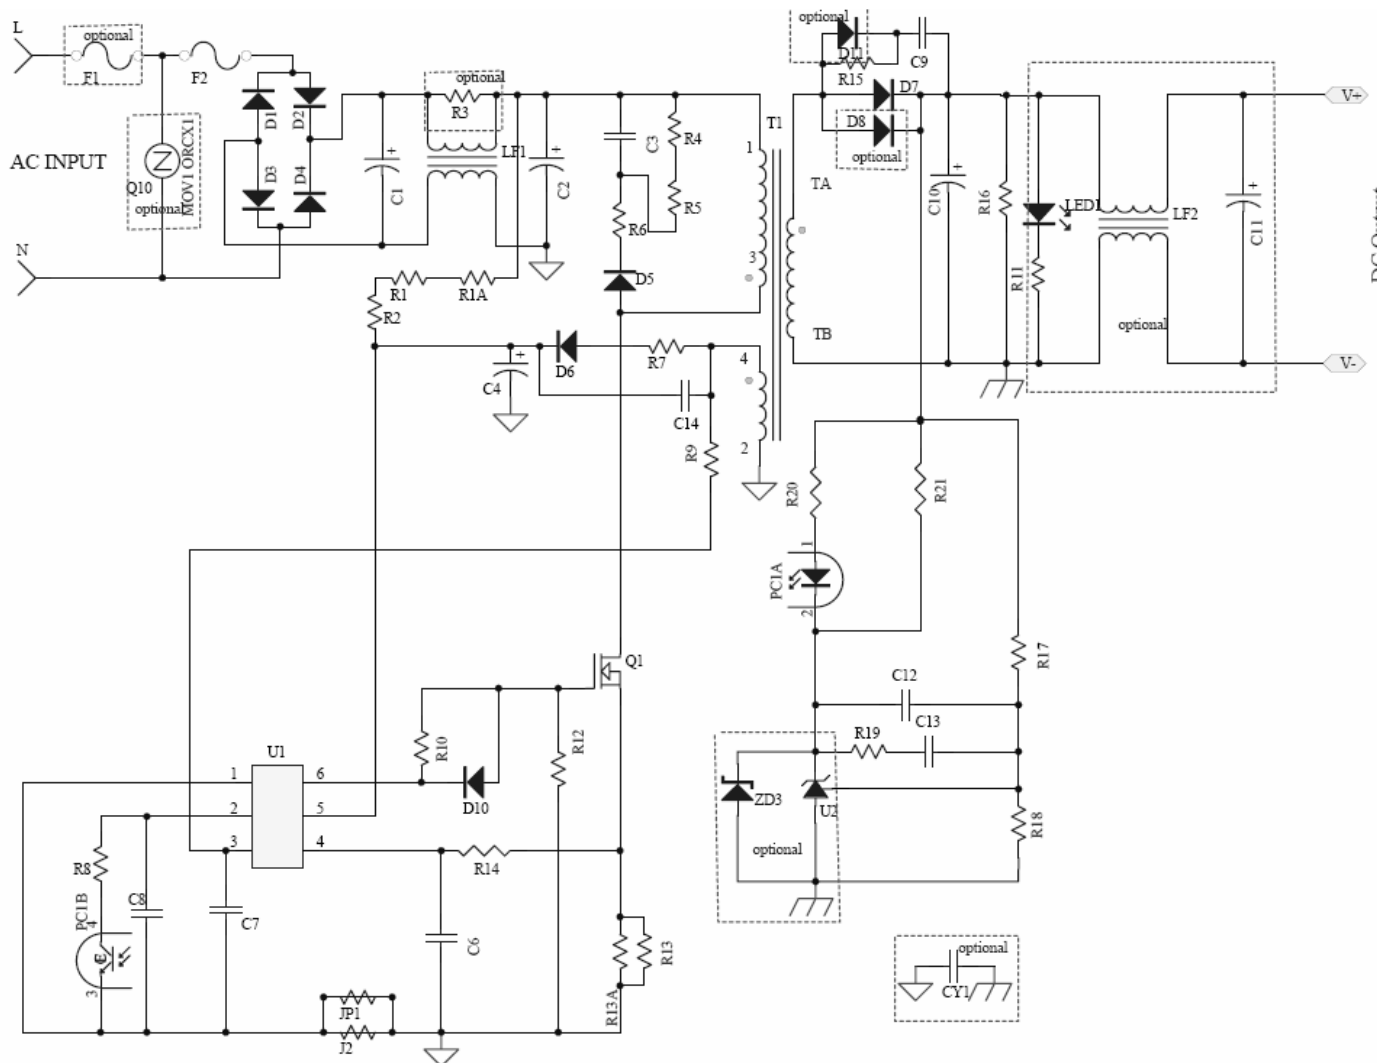 L
optional
F1
F2
AC INPUT
Q10
optional
MOV1 ORCX1
N
D1
D2
D3
D4
C1
optional
R3
LF1
C2
C3
R4
R5
R6
D5
T1
1
3
4
2
TA
TB
optional
D11
R15
C9
D7
D8
optional
C10
R16
LED1
R11
LF2
C11
optional
V+
V-
DC Output
R1
R1A
R2
C4
D6
R7
C14
R9
R20
R21
PC1A
1
2
R17
C12
C13
R19
ZD3
U2
R18
optional
Q1
R10
R12
D10
U1
1
2
3
6
5
4
R14
R8
C8
C7
C6
PC1B
4
3
C
E
R13
R13A
JP1
J2
optional
CY1